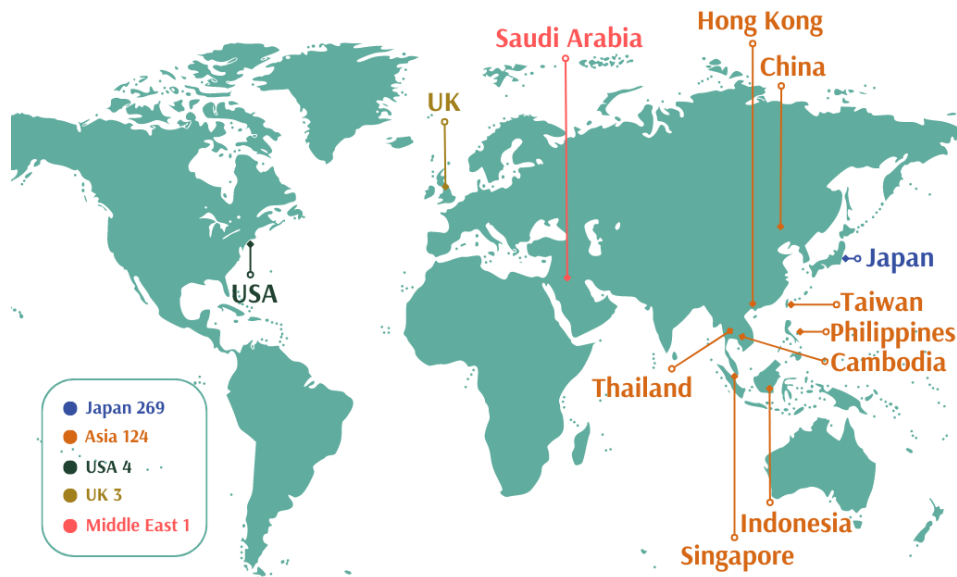 Hong Kong
Saudi Arabia
China
UK
Japan
USA
Taiwan
Philippines
Cambodia
Thailand
Japan 269
Asia 124
USA 4
UK 3
Middle East 1
Indonesia
Singapore